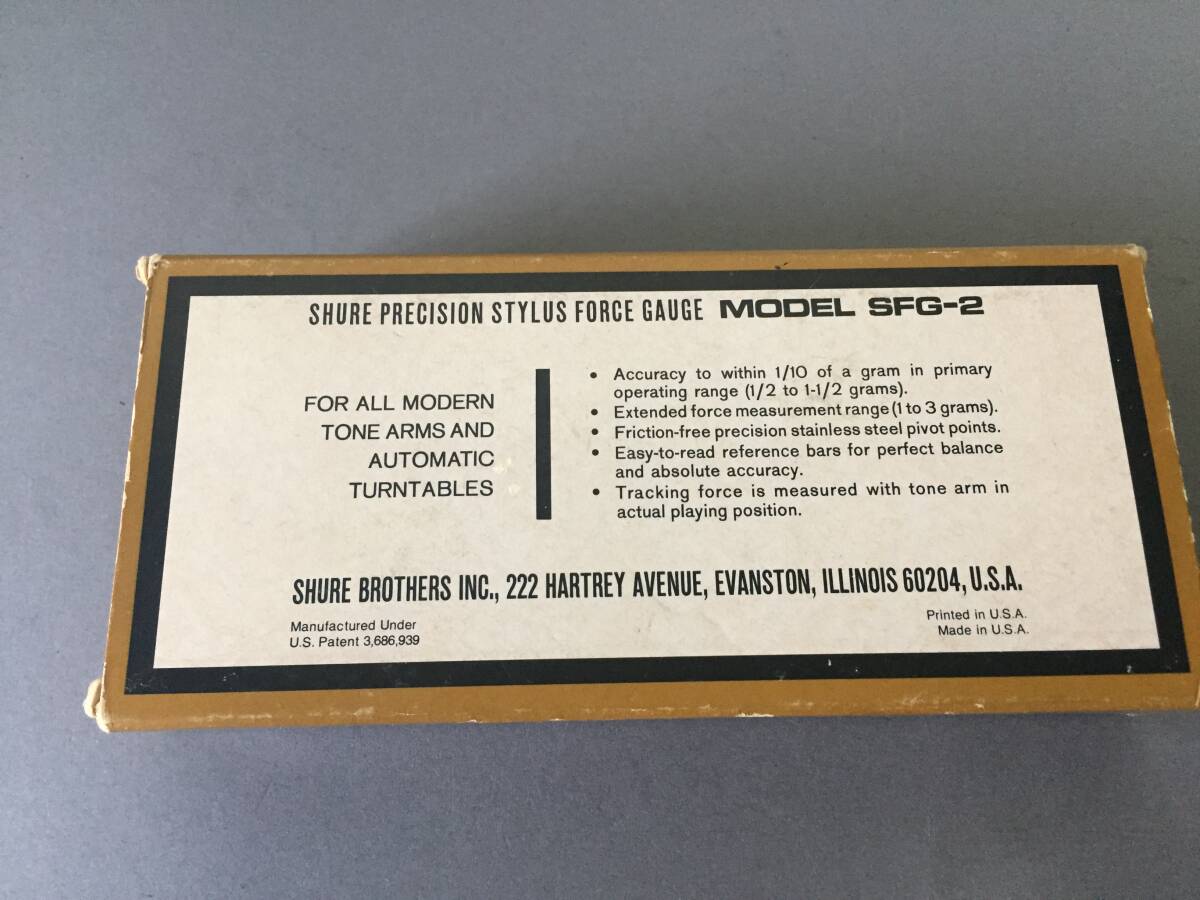 SHURE PRECISION STYLUS FORCE GAUGE MODEL SFG-2
FOR ALL MODERN
TONE ARMS AND
AUTOMATIC
TURNTABLES
• Accuracy to within 1/10 of a gram in primary
operating range (1/2 to 1-1/2 grams).
• Extended force measurement range (1 to 3 grams).
• Friction-free precision stainless steel pivot points.
• Easy-to-read reference bars for perfect balance
and absolute accuracy.
• Tracking force is measured with tone arm in
actual playing position.
SHURE BROTHERS INC., 222 HARTREY AVENUE, EVANSTON, ILLINOIS 60204, U.S.A.
Manufactured Under
U.S. Patent 3,686,939
Printed in U.S.A.
Made in U.S.A.